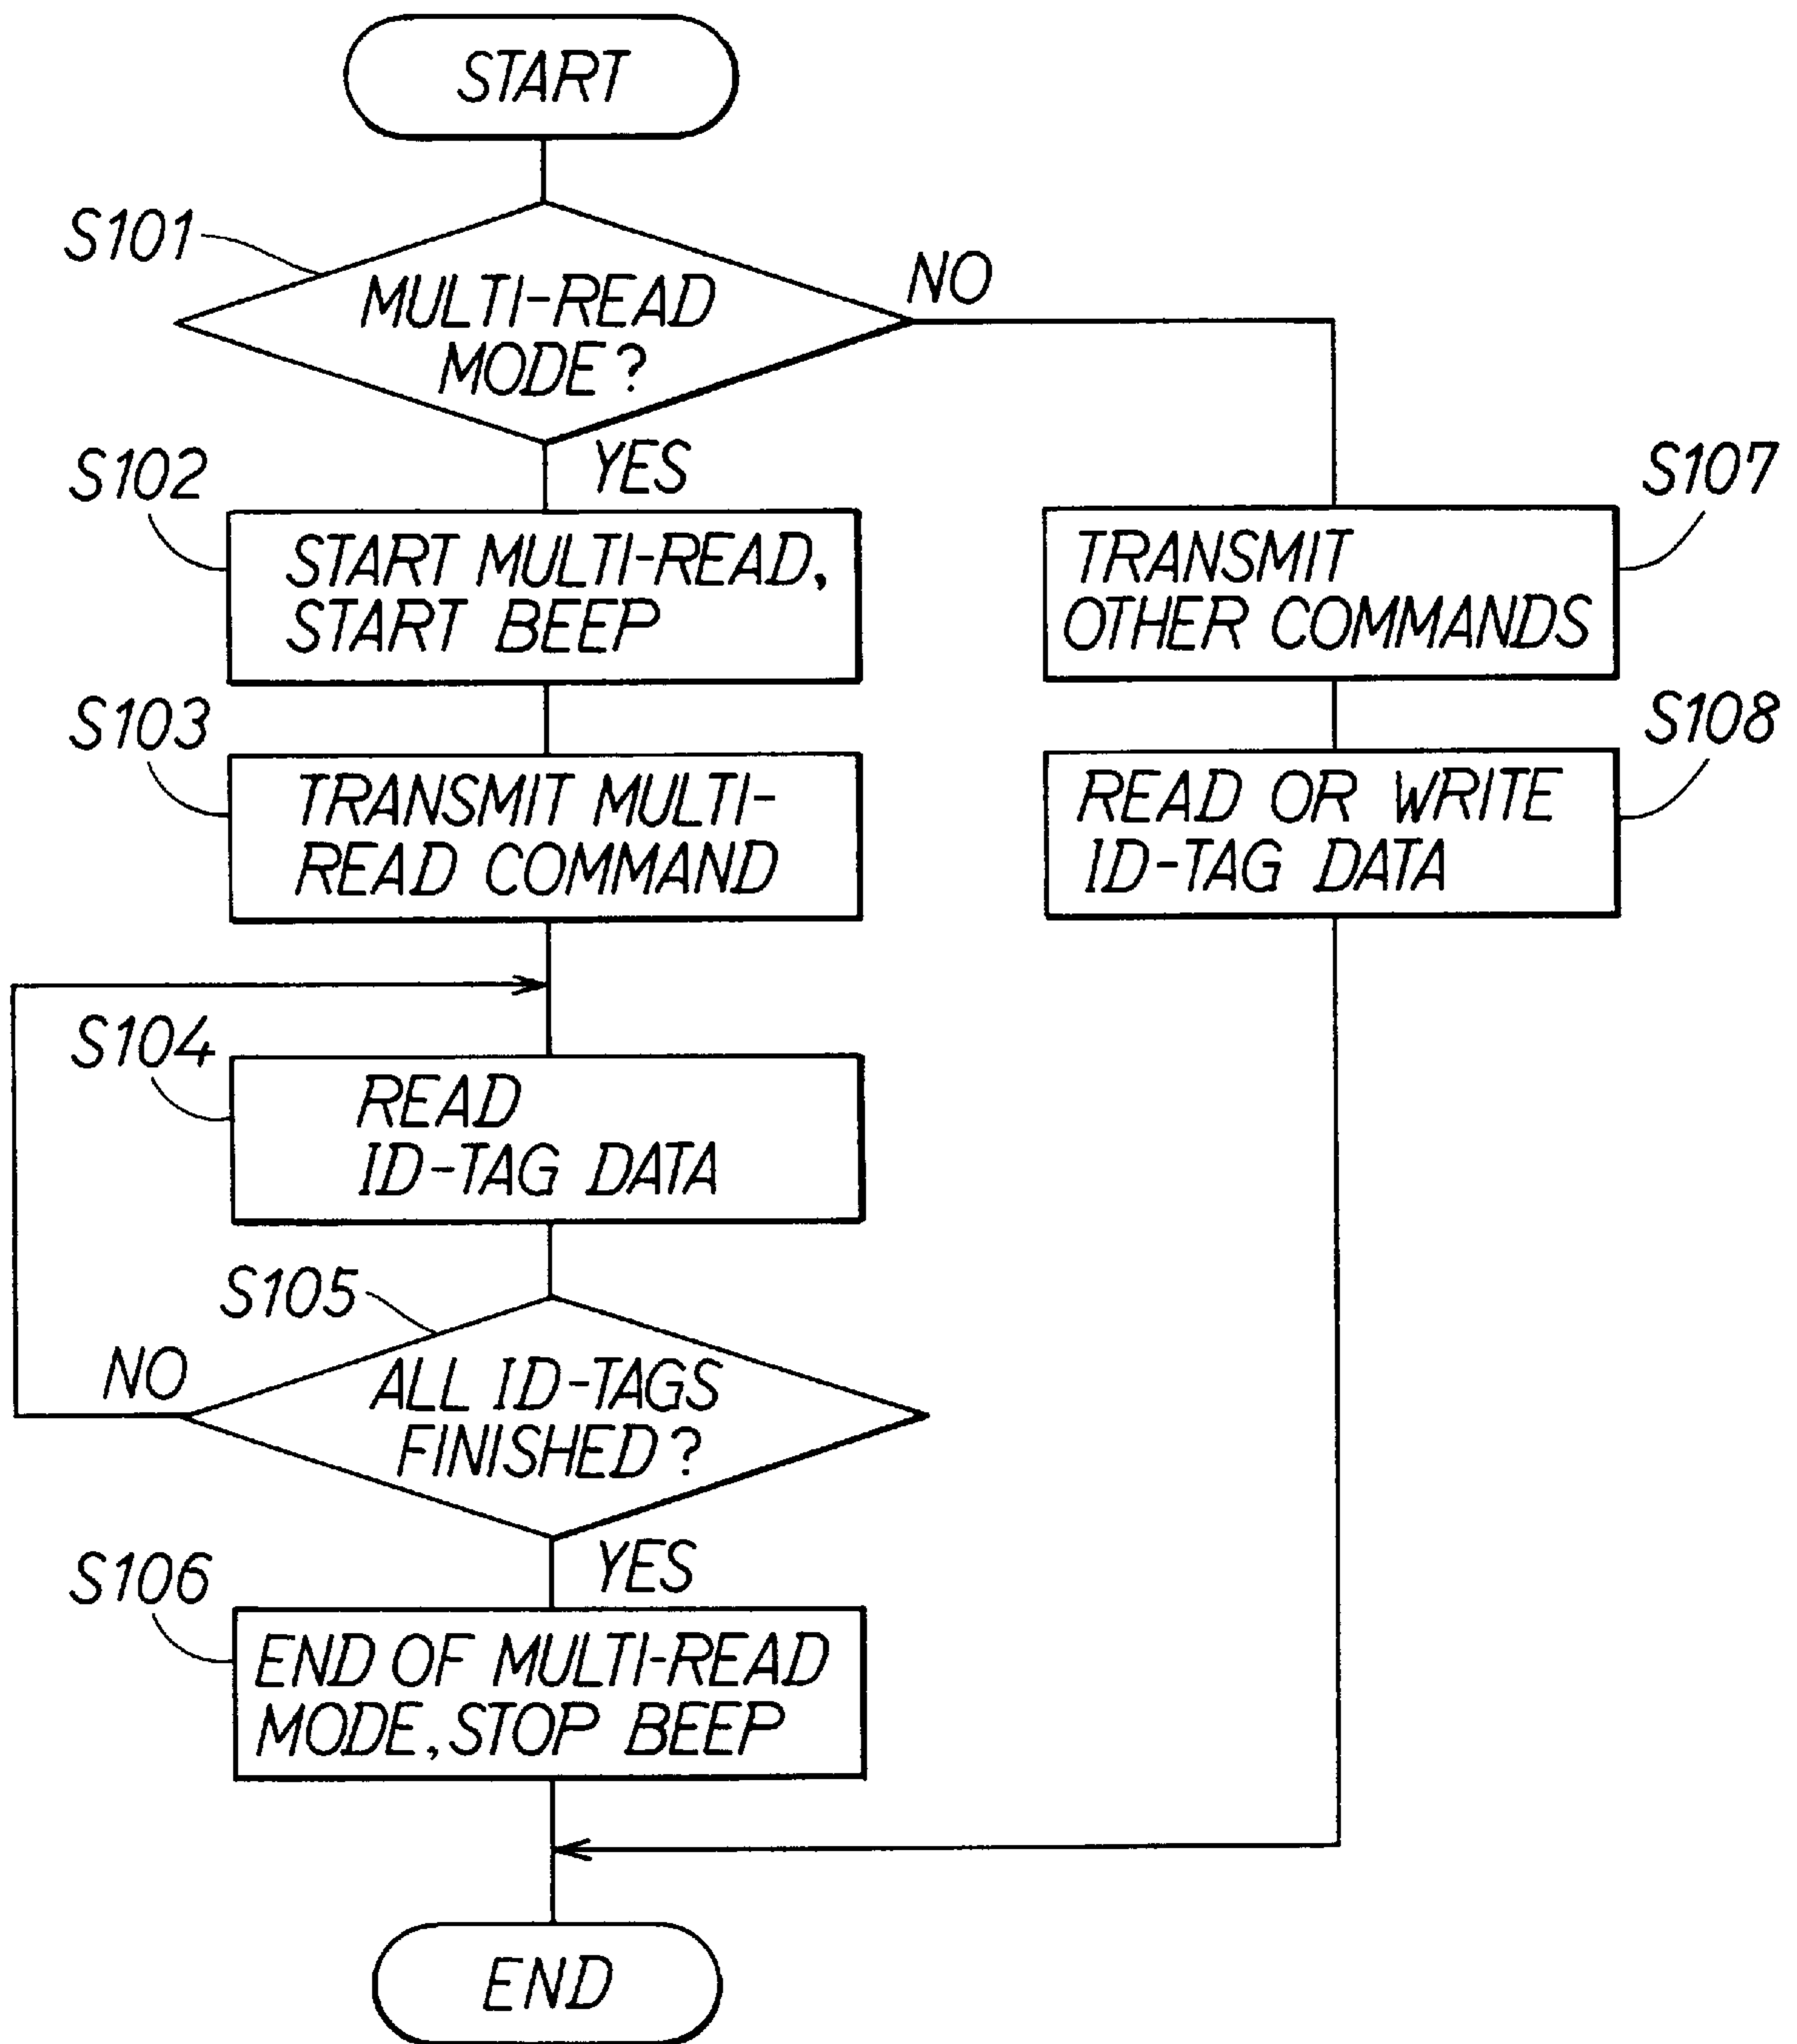 START
S101
MULTI-READ
MODE?
NO
YES
S102
START MULTI-READ,
START BEEP
S107
TRANSMIT
OTHER COMMANDS
S103
TRANSMIT MULTI-
READ COMMAND
S108
READ OR WRITE
ID-TAG DATA
S104
READ
ID-TAG DATA
S105
ALL ID-TAGS
FINISHED?
NO
YES
S106
END OF MULTI-READ
MODE, STOP BEEP
END